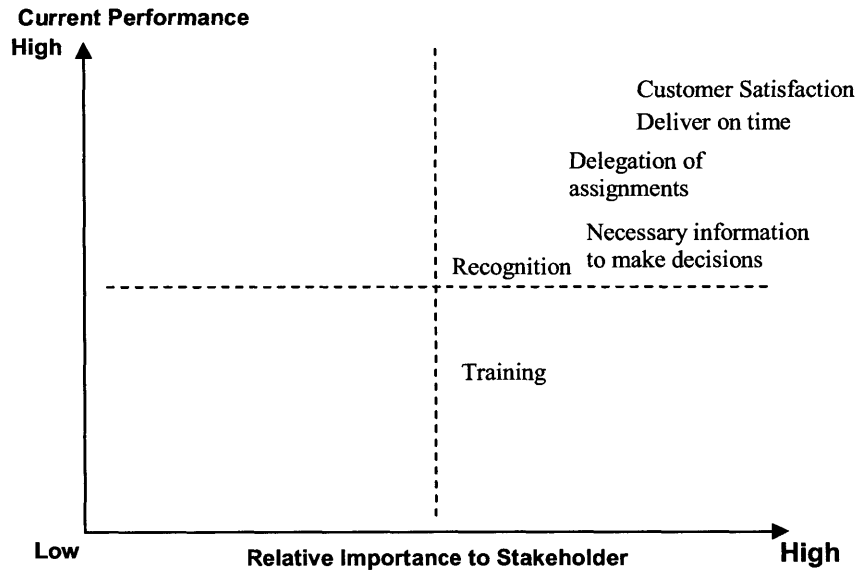 Current Performance
High
Customer Satisfaction
Deliver on time
Delegation of
assignments
Necessary information
to make decisions
Recognition
Training
Low
Relative Importance to Stakeholder
High